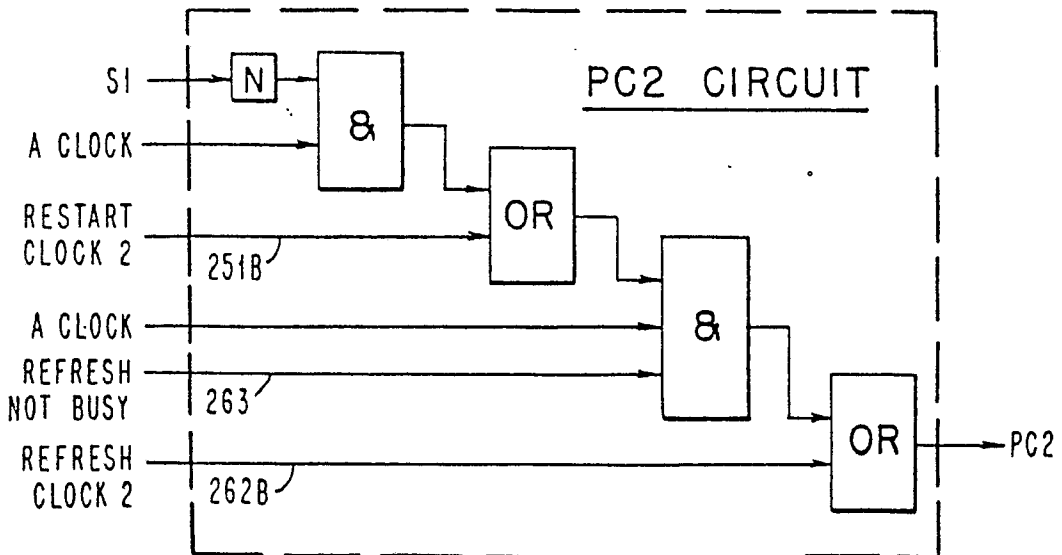 S1
N
PC2 CIRCUIT
&
A CLOCK
OR
RESTART
CLOCK 2
251B
&
A CLOCK
REFRESH
NOT BUSY
263
OR
PC2
REFRESH
CLOCK 2
262B